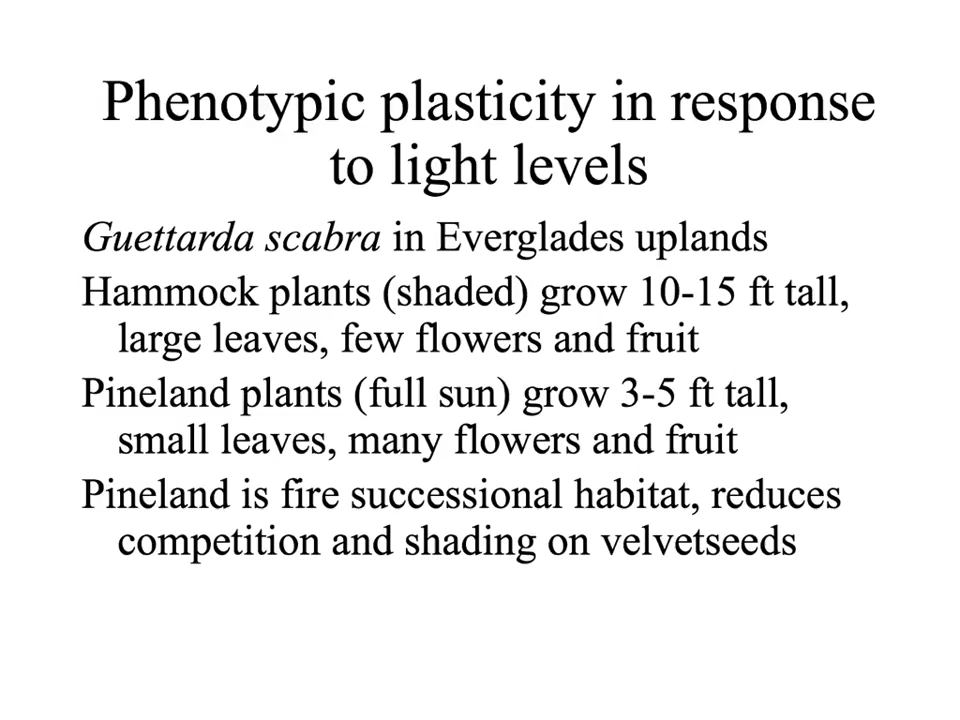 Phenotypic plasticity in response
to light levels
Guettarda scabra in Everglades uplands
Hammock plants (shaded) grow 10-15 ft tall,
large leaves, few flowers and fruit
Pineland plants (full sun) grow 3-5 ft tall,
small leaves, many flowers and fruit
Pineland is fire successional habitat, reduces
competition and shading on velvetseeds